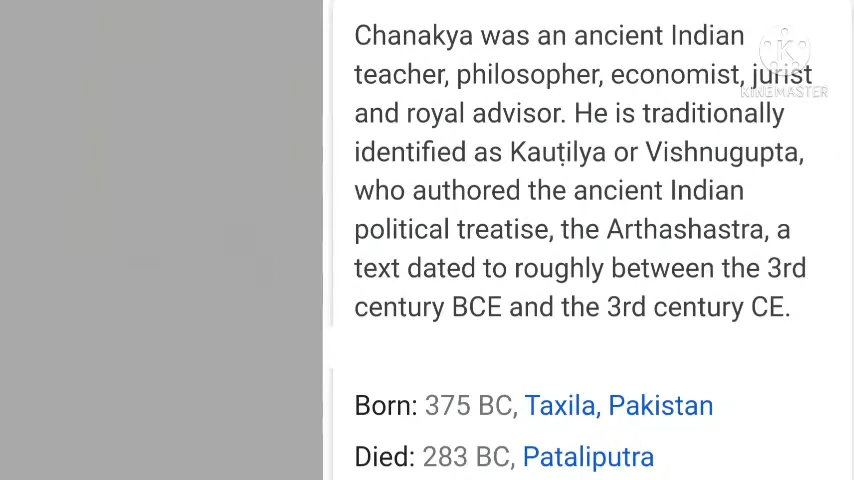 Chanakya was an ancient Indian
teacher, philosopher, economist, jurist
and royal advisor. He is traditionally
identified as Kauṭilya or Vishnugupta,
who authored the ancient Indian
political treatise, the Arthashastra, a
text dated to roughly between the 3rd
century BCE and the 3rd century CE.
Born: 375 BC, Taxila, Pakistan
Died: 283 BC, Pataliputra
K
KINEMASTER